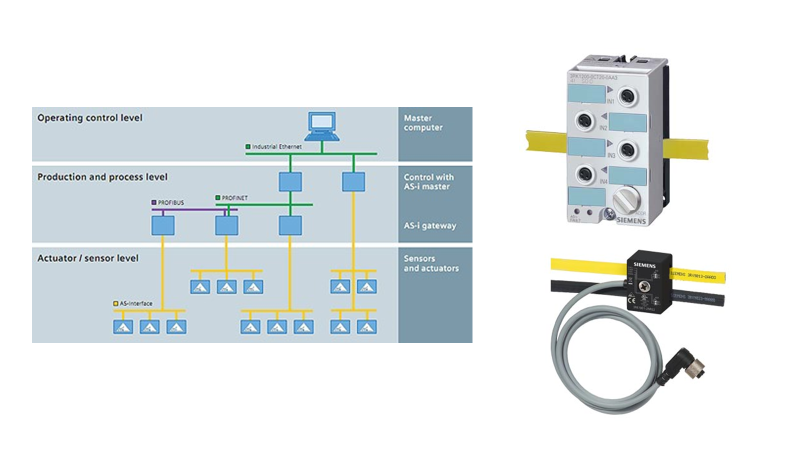 Operating control level
Master
computer
Industrial Ethernet
Production and process level
Control with
AS-i master
PROFIBUS
PROFINET
AS-i gateway
Actuator / sensor level
Sensors
and actuators
AS-Interface
IN1
IN2
IN3
IN4
SIEMENS
SIEMENS